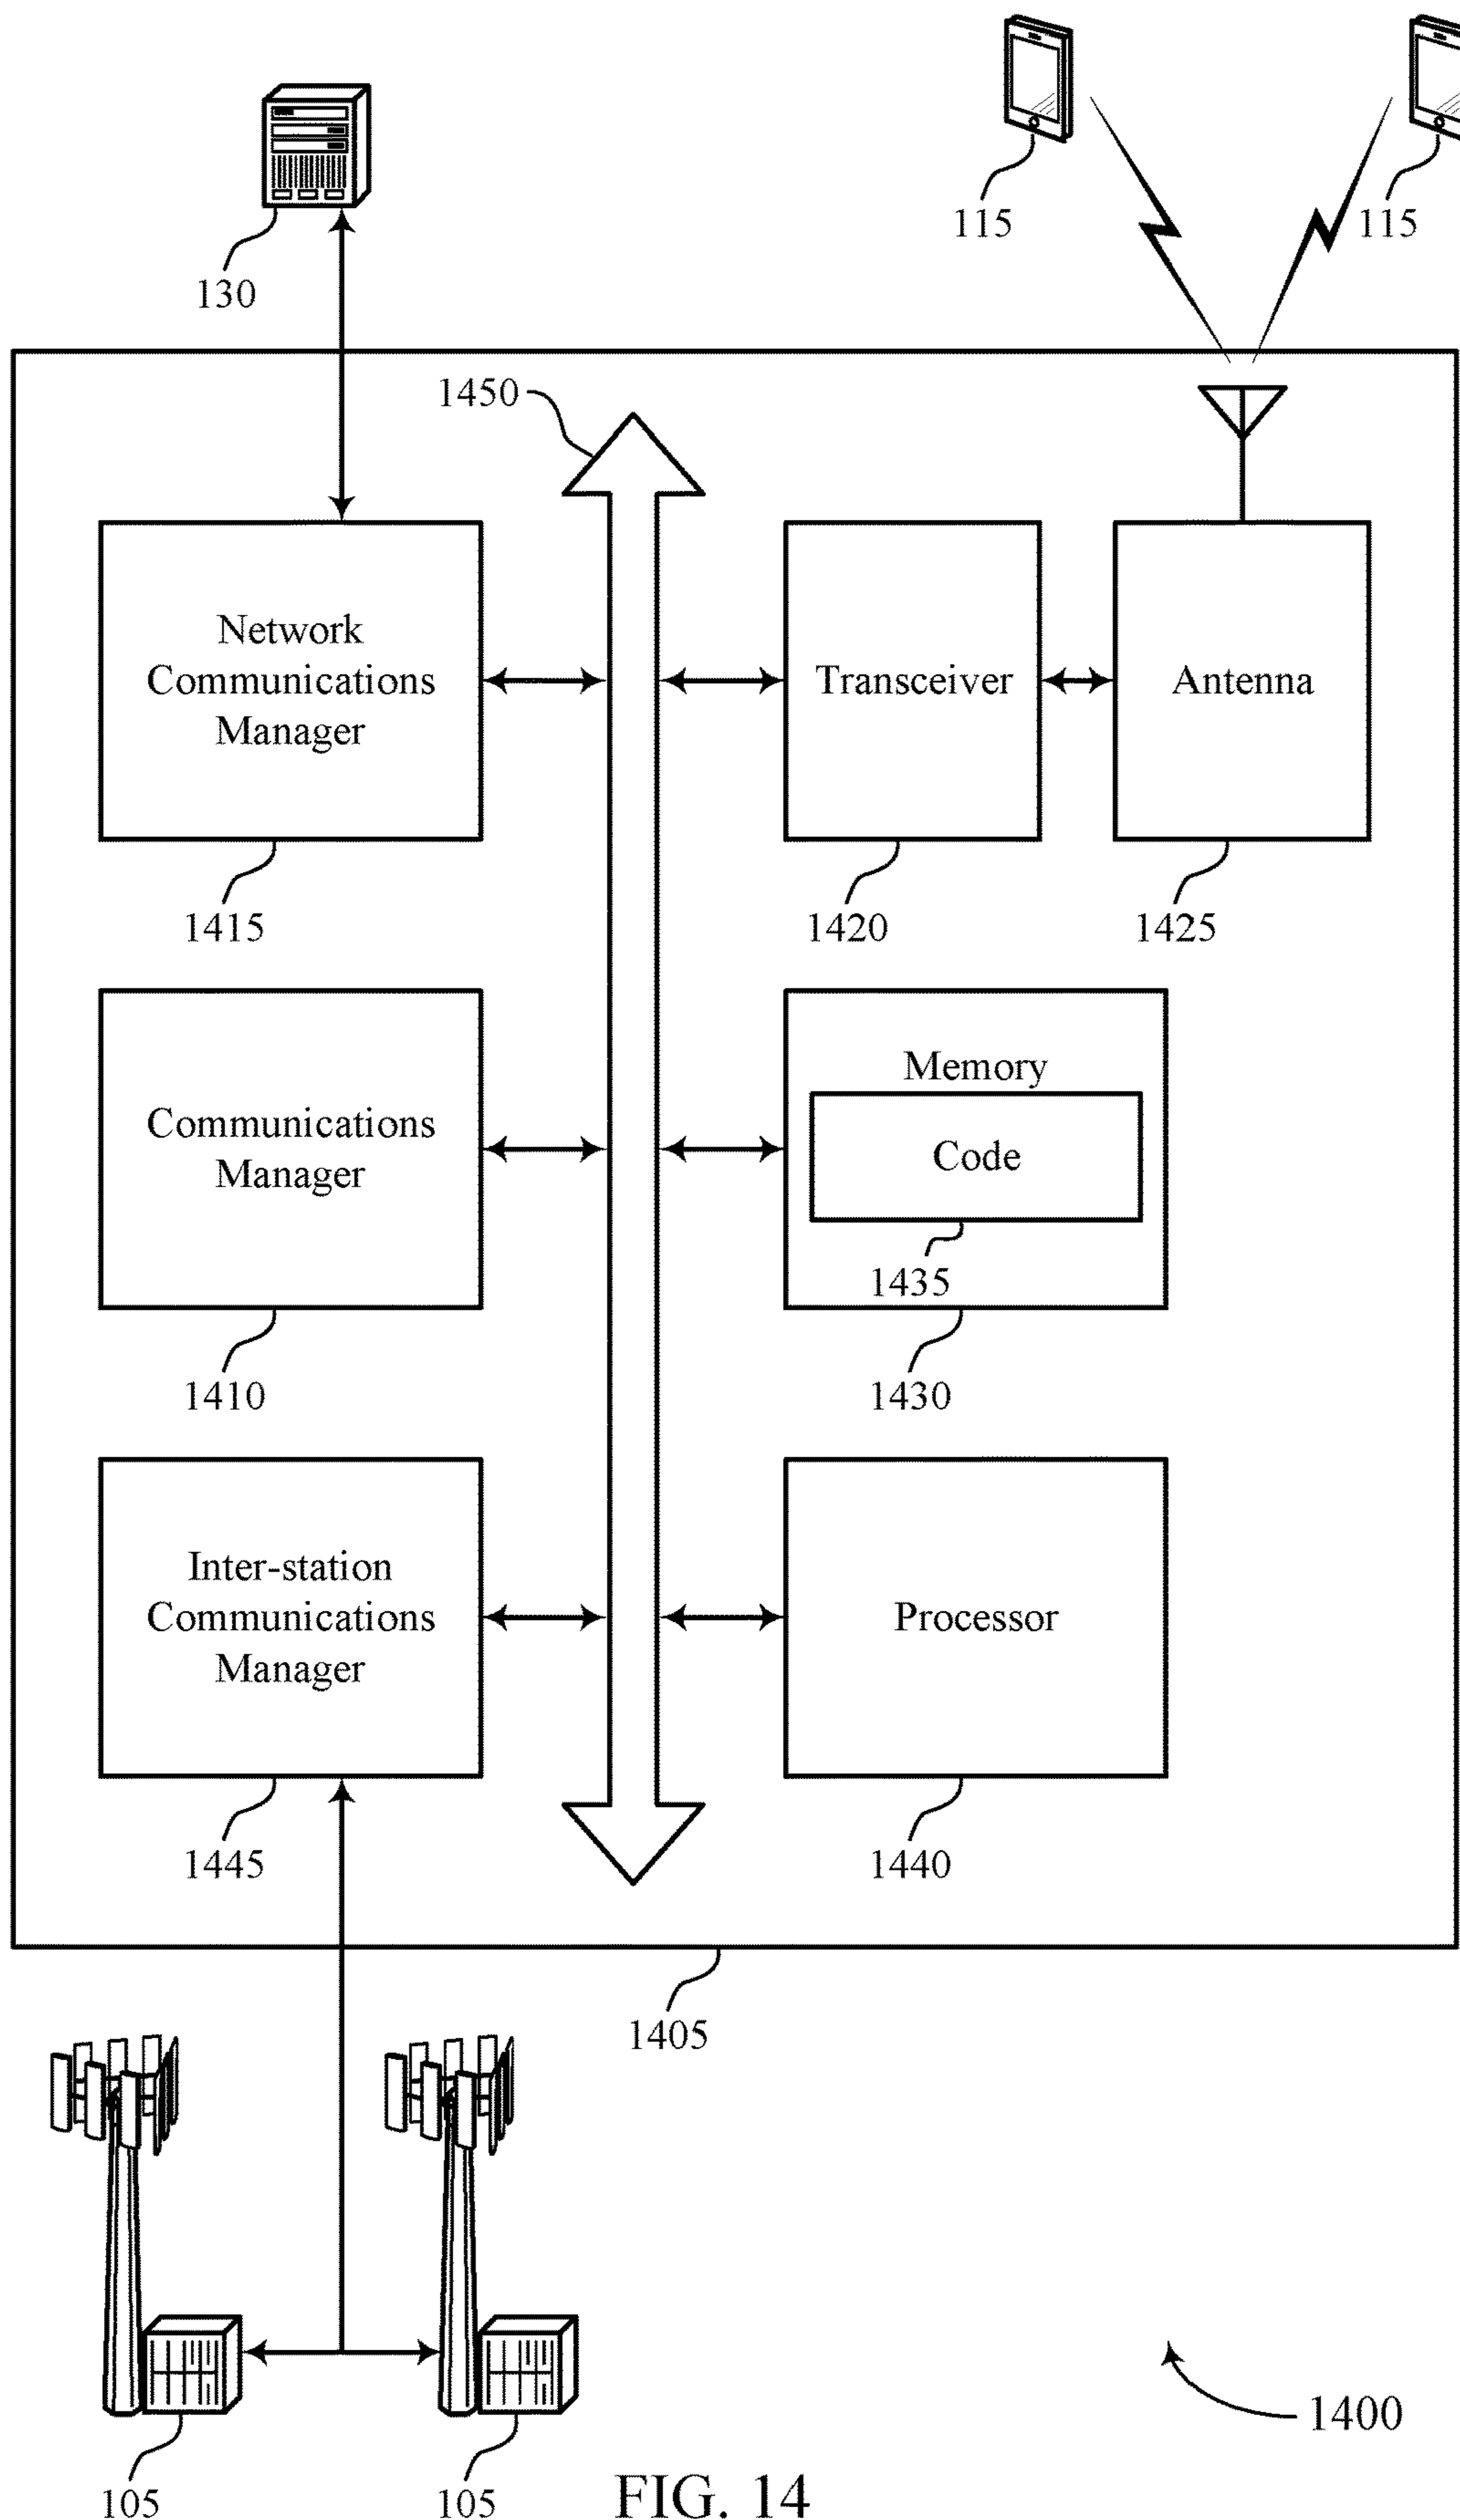 115
115
130
1450
Network
Communications
Manager
Transceiver
Antenna
1415
1420
1425
Communications
Manager
Memory
Code
1435
1410
1430
Inter-station
Communications
Manager
Processor
1445
1440
1405
1400
105
105
FIG. 14